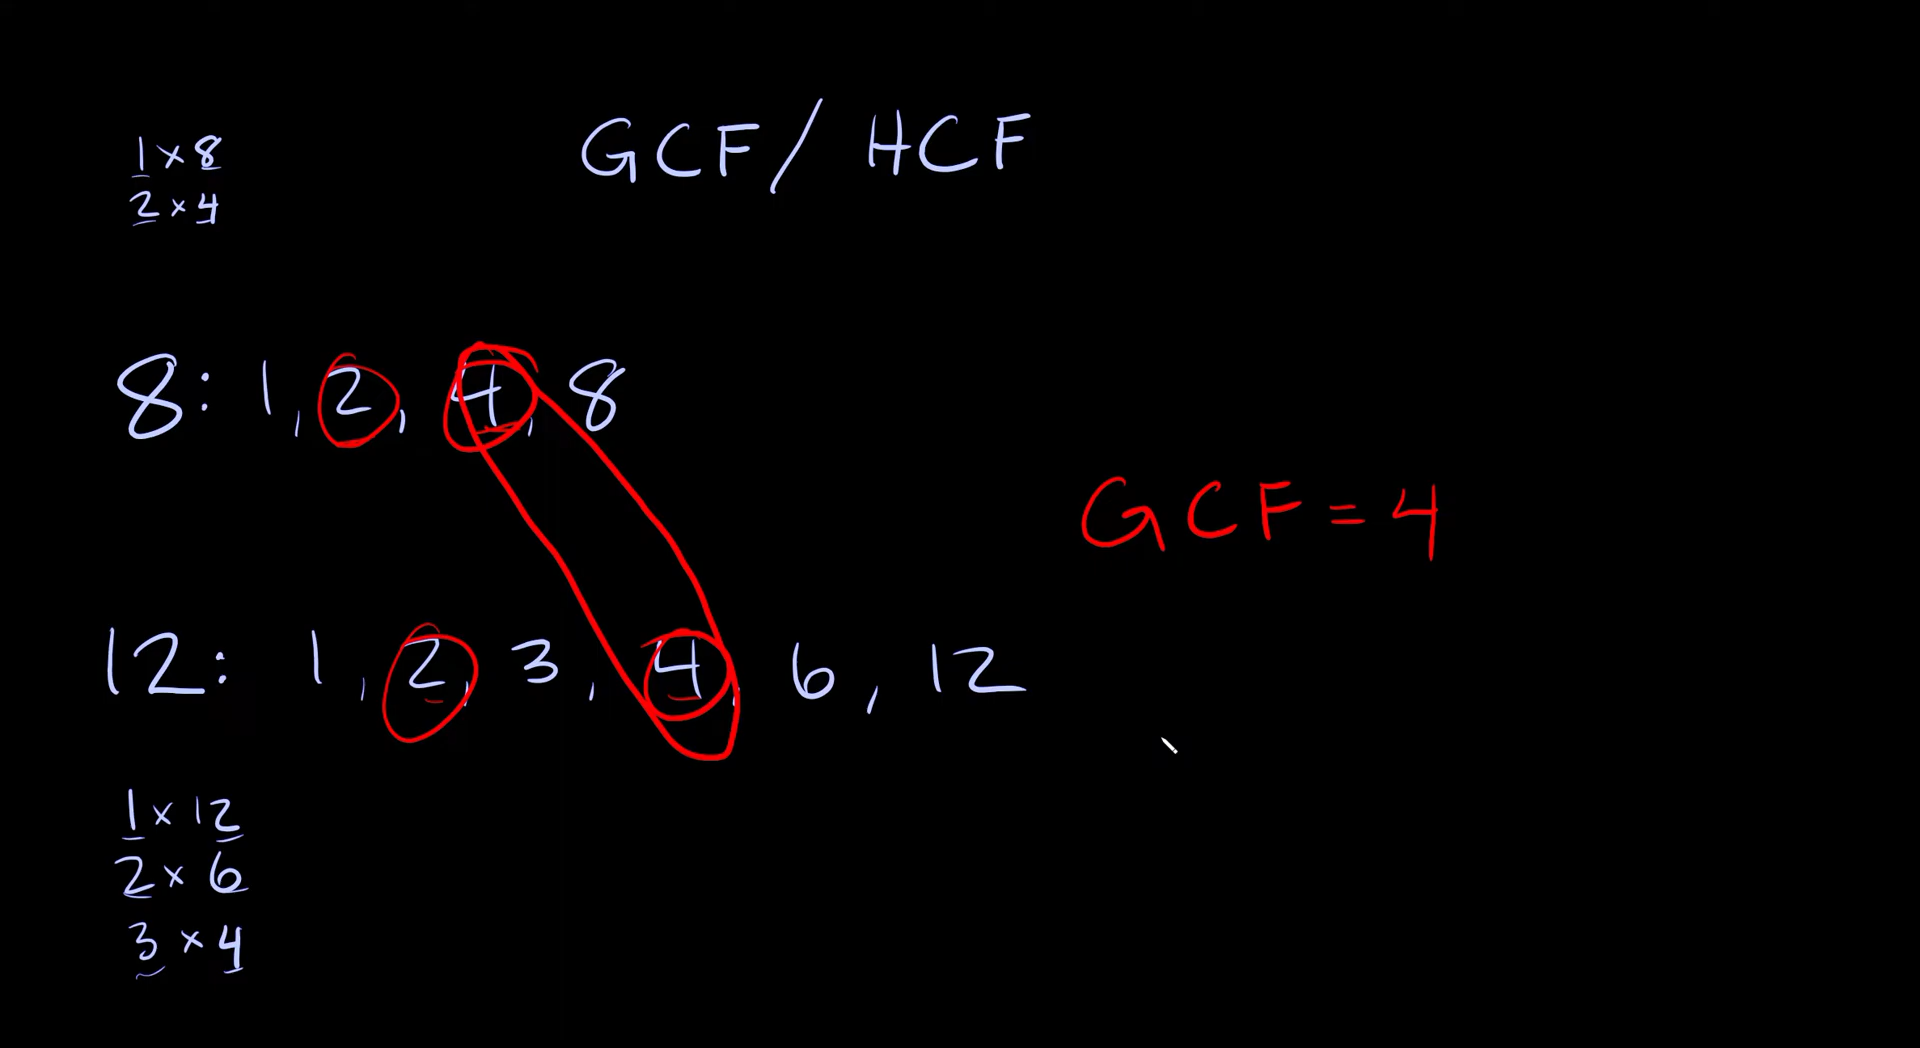 GCF/HCF
1 x 8
2 x 4
8: 1, 2, 4, 8
GCF = 4
12: 1, 2, 3, 4, 6, 12
1 x 12
2 x 6
3 x 4